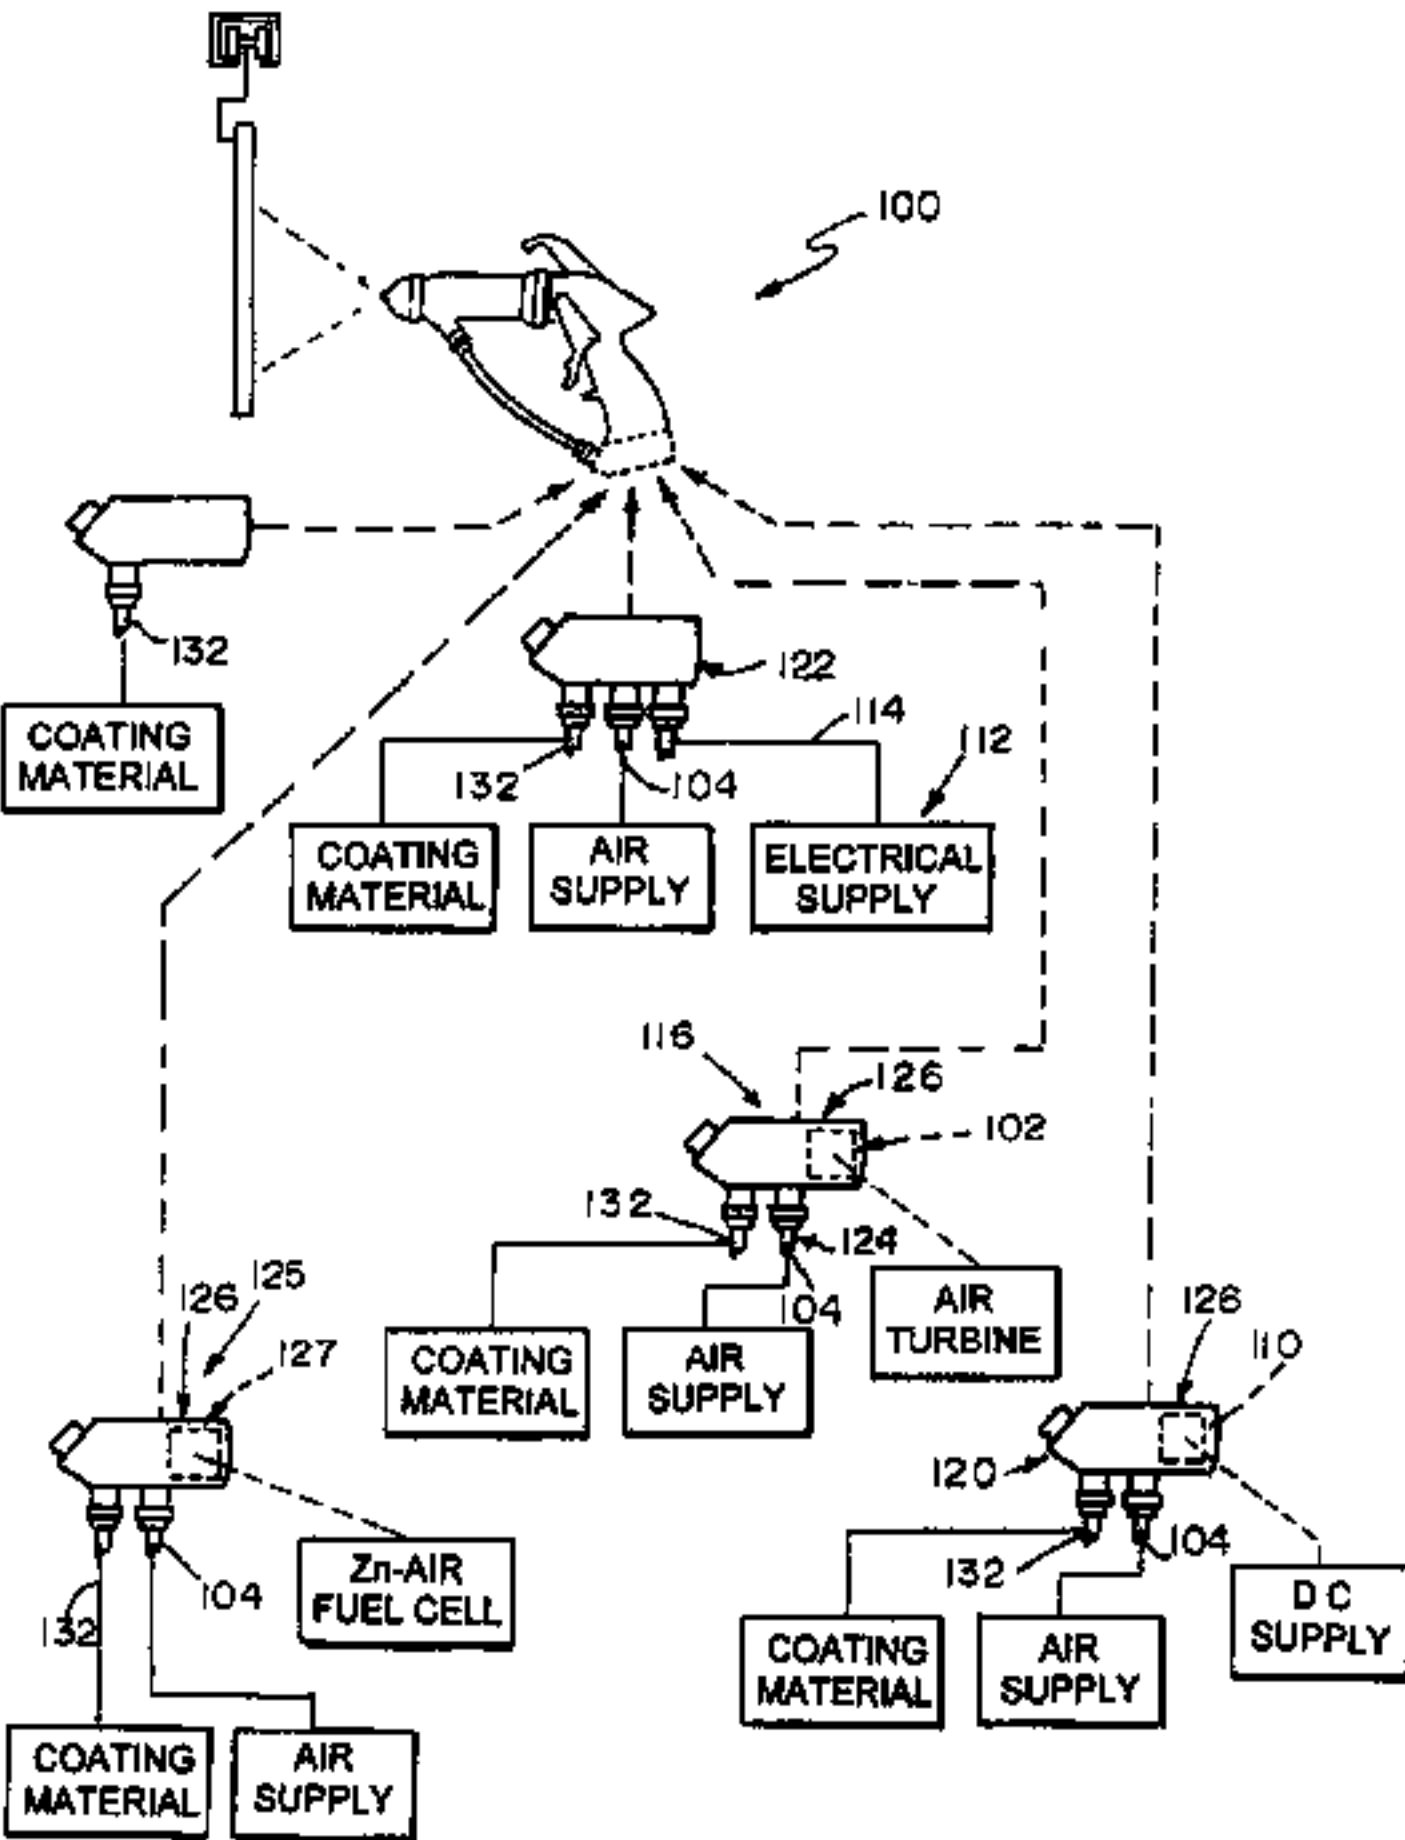 100
132
COATING
MATERIAL
122
114
112
132
104
COATING
MATERIAL
AIR
SUPPLY
ELECTRICAL
SUPPLY
116
126
102
132
124
104
COATING
MATERIAL
AIR
SUPPLY
AIR
TURBINE
126
125
127
132
104
Zn-AIR
FUEL CELL
COATING
MATERIAL
AIR
SUPPLY
126
110
120
132
104
COATING
MATERIAL
AIR
SUPPLY
DC
SUPPLY